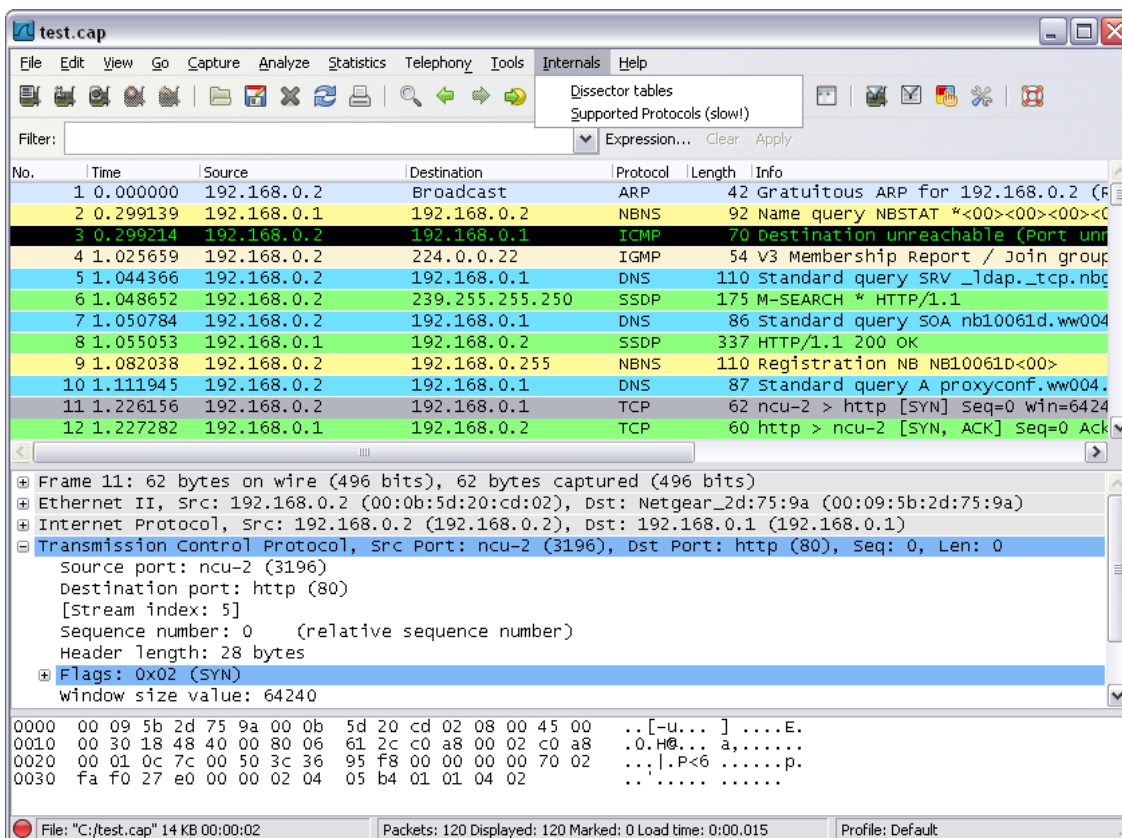 test.cap
File Edit View Go Capture Analyze Statistics Telephony Tools Internals Help
Dissector tables
Supported Protocols (slow!)
Filter: Expression... Clear Apply
No. Time Source Destination Protocol Length Info
1 0.000000 192.168.0.2 Broadcast ARP 42 Gratuitous ARP for 192.168.0.2 (R
2 0.299139 192.168.0.1 192.168.0.2 NBNS 92 Name query NBSTAT *<00><00><00><0
3 0.299214 192.168.0.2 192.168.0.1 ICMP 70 Destination unreachable (Port unr
4 1.025659 192.168.0.2 224.0.0.22 IGMP 54 V3 Membership Report / Join group
5 1.044366 192.168.0.2 192.168.0.1 DNS 110 Standard query SRV _ldap._tcp.nbg
6 1.048652 192.168.0.2 239.255.255.250 SSDP 175 M-SEARCH * HTTP/1.1
7 1.050784 192.168.0.2 192.168.0.1 DNS 86 Standard query SOA nb10061d.ww004
8 1.055053 192.168.0.1 192.168.0.2 SSDP 337 HTTP/1.1 200 OK
9 1.082038 192.168.0.2 192.168.0.255 NBNS 110 Registration NB NB10061D<00>
10 1.111945 192.168.0.2 192.168.0.1 DNS 87 Standard query A proxyconf.ww004.
11 1.226156 192.168.0.2 192.168.0.1 TCP 62 ncu-2 > http [SYN] Seq=0 Win=6424
12 1.227282 192.168.0.1 192.168.0.2 TCP 60 http > ncu-2 [SYN, ACK] Seq=0 Ack
Frame 11: 62 bytes on wire (496 bits), 62 bytes captured (496 bits)
Ethernet II, Src: 192.168.0.2 (00:0b:5d:20:cd:02), Dst: Netgear_2d:75:9a (00:09:5b:2d:75:9a)
Internet Protocol, Src: 192.168.0.2 (192.168.0.2), Dst: 192.168.0.1 (192.168.0.1)
Transmission Control Protocol, Src Port: ncu-2 (3196), Dst Port: http (80), Seq: 0, Len: 0
Source port: ncu-2 (3196)
Destination port: http (80)
[Stream index: 5]
Sequence number: 0 (relative sequence number)
Header length: 28 bytes
Flags: 0x02 (SYN)
Window size value: 64240
0000 00 09 5b 2d 75 9a 00 0b 5d 20 cd 02 08 00 45 00 ..[-u... ] ....E.
0010 00 30 18 48 40 00 80 06 61 2c c0 a8 00 02 c0 a8 .0.H@... a,......
0020 00 01 0c 7c 00 50 3c 36 95 f8 00 00 00 00 70 02 ...|.P<6 ......p.
0030 fa f0 27 e0 00 00 02 04 05 b4 01 01 04 02 ..'..... ......
File: "C:/test.cap" 14 KB 00:00:02 Packets: 120 Displayed: 120 Marked: 0 Load time: 0:00.015 Profile: Default